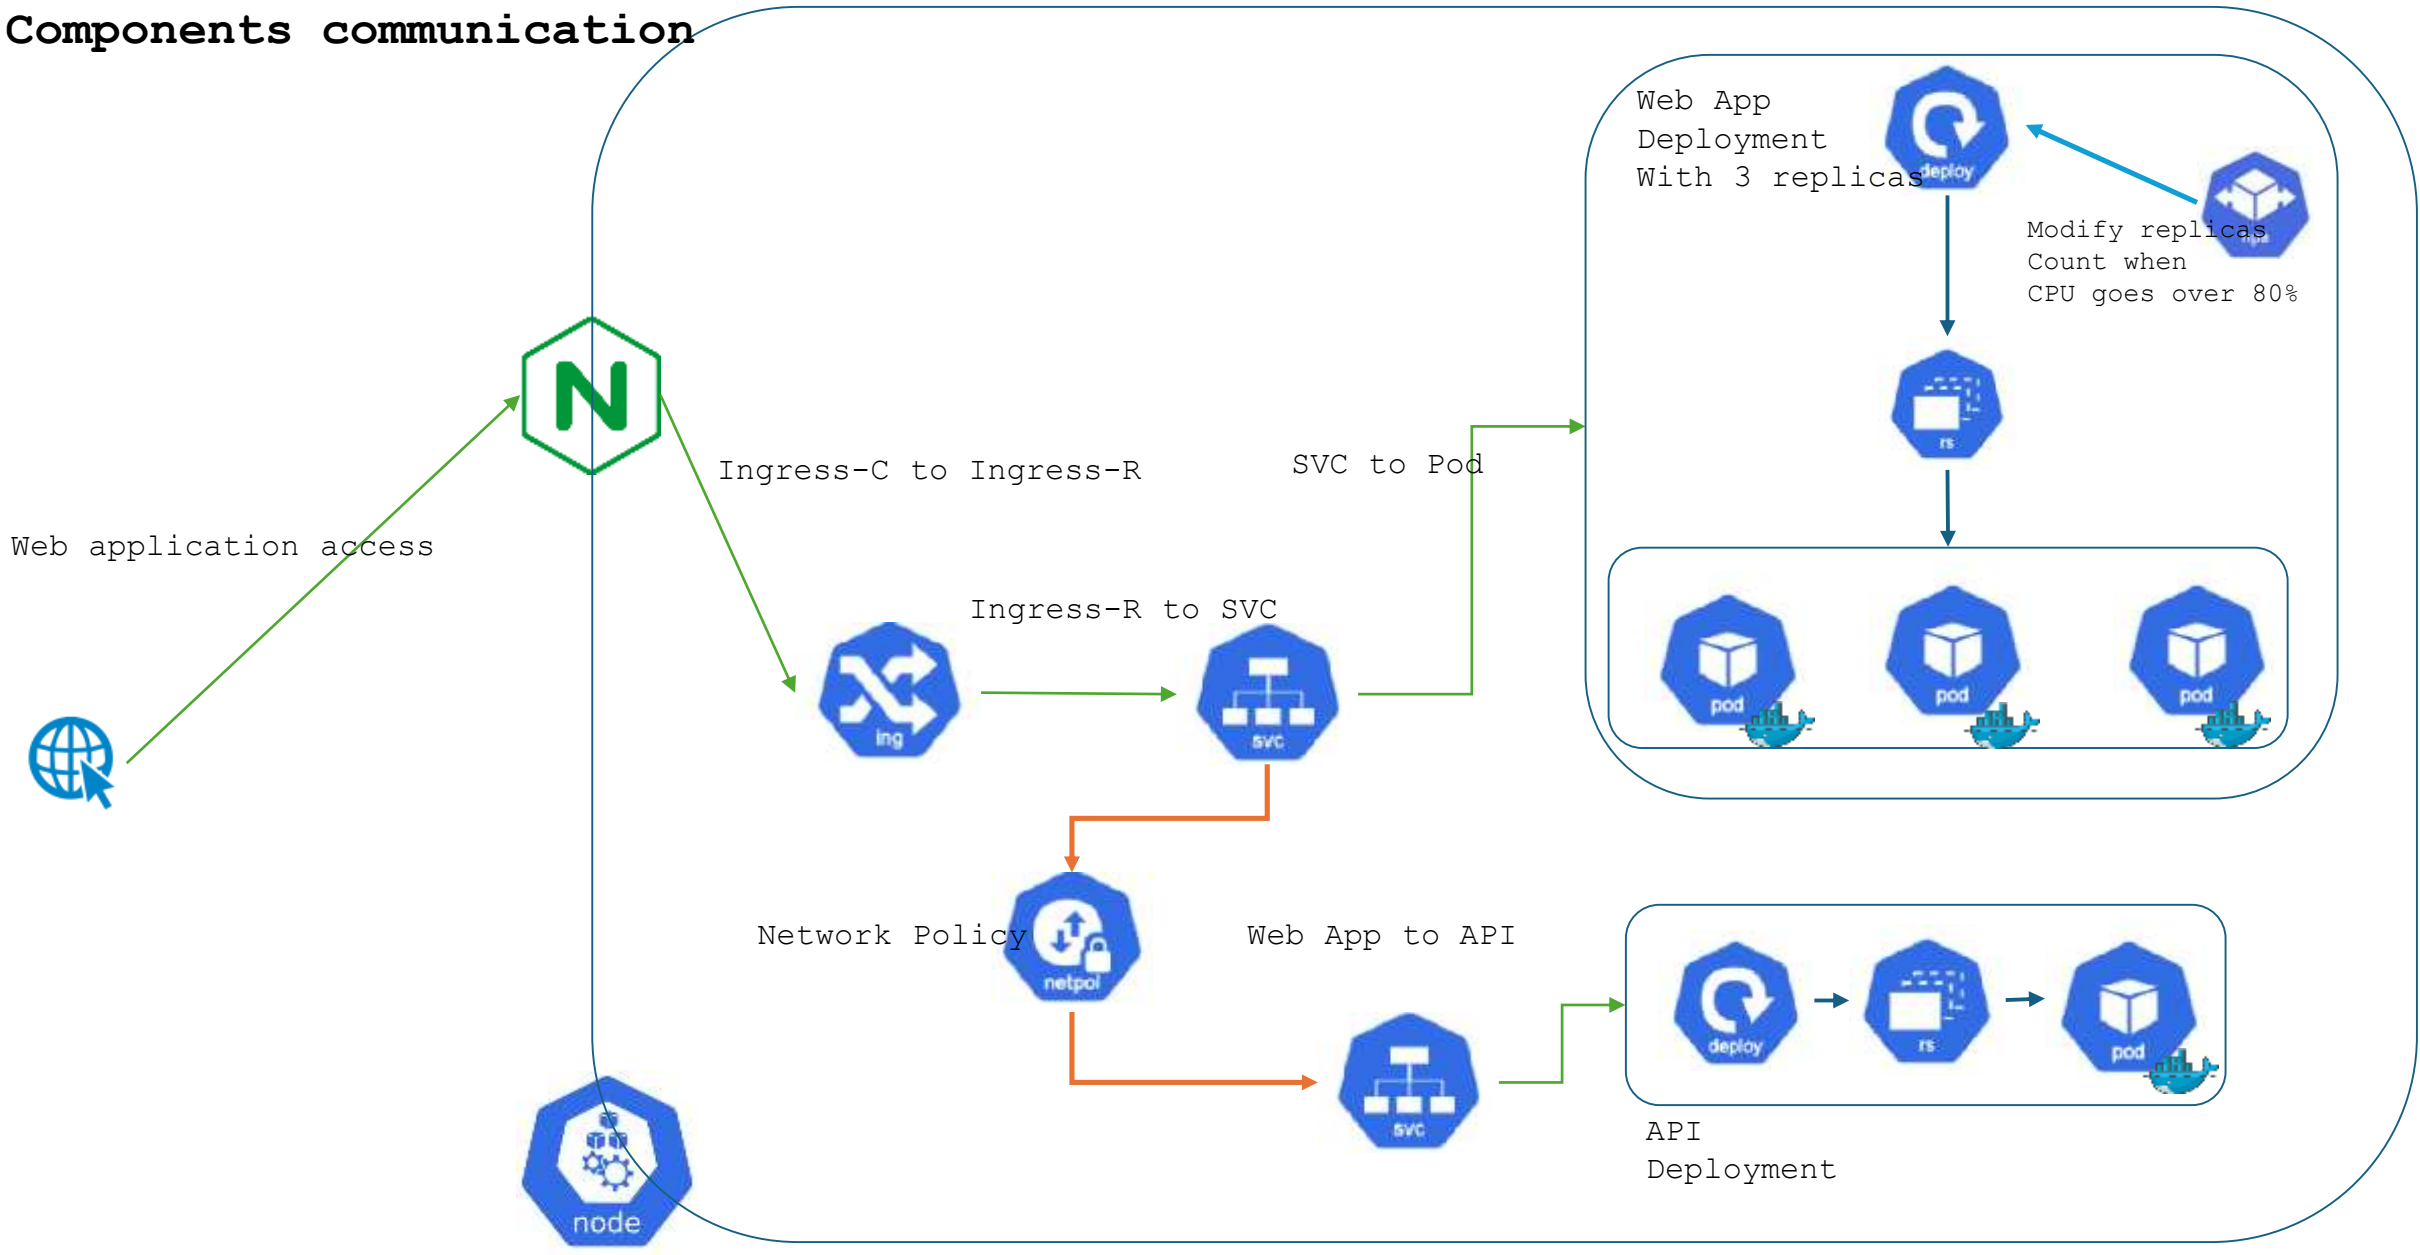 Components communication
Web App
Deployment
With 3 replicas
deploy
Modify replicas
Count when
CPU goes over 80%
hpa
N
rs
Ingress-C to Ingress-R
SVC to Pod
Web application access
Ingress-R to SVC
pod
pod
pod
ing
svc
Network Policy
netpol
Web App to API
deploy
rs
pod
svc
API
Deployment
node